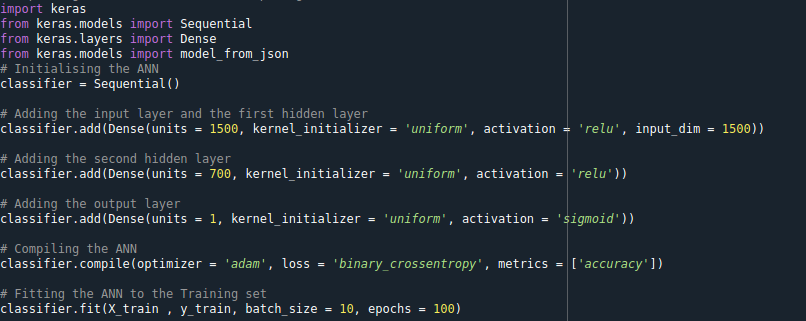 import keras
from keras.models import Sequential
from keras.layers import Dense
from keras.models import model_from_json
# Initialising the ANN
classifier = Sequential()
# Adding the input layer and the first hidden layer
classifier.add(Dense(units = 1500, kernel_initializer = 'uniform', activation = 'relu', input_dim = 1500))
# Adding the second hidden layer
classifier.add(Dense(units = 700, kernel_initializer = 'uniform', activation = 'relu'))
# Adding the output layer
classifier.add(Dense(units = 1, kernel_initializer = 'uniform', activation = 'sigmoid'))
# Compiling the ANN
classifier.compile(optimizer = 'adam', loss = 'binary_crossentropy', metrics = ['accuracy'])
# Fitting the ANN to the Training set
classifier.fit(X_train , y_train, batch_size = 10, epochs = 100)